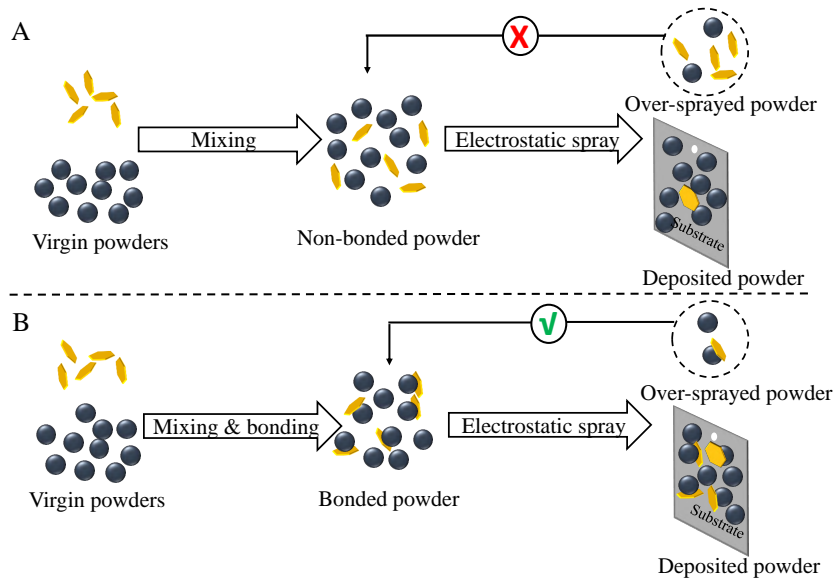 A
X
Over-sprayed powder
Mixing
Electrostatic spray
Substrate
Virgin powders
Non-bonded powder
Deposited powder
B
√
Over-sprayed powder
Mixing & bonding
Electrostatic spray
Substrate
Virgin powders
Bonded powder
Deposited powder